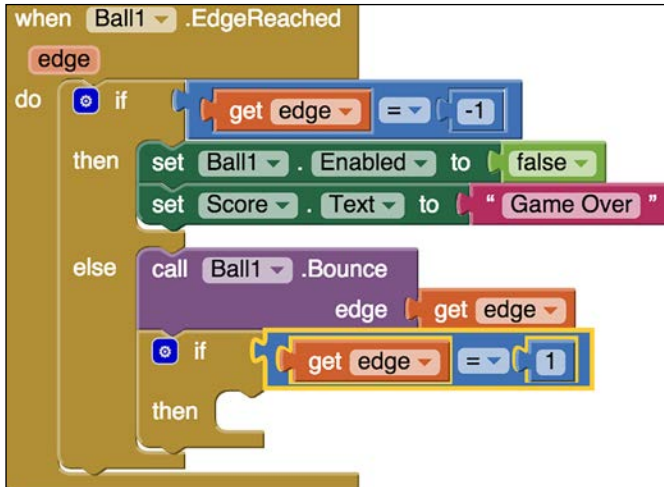 when Ball1 .EdgeReached
edge
do if get edge = -1
then set Ball1 . Enabled to false
set Score . Text to “ Game Over ”
else call Ball1 .Bounce
edge get edge
if get edge = 1
then